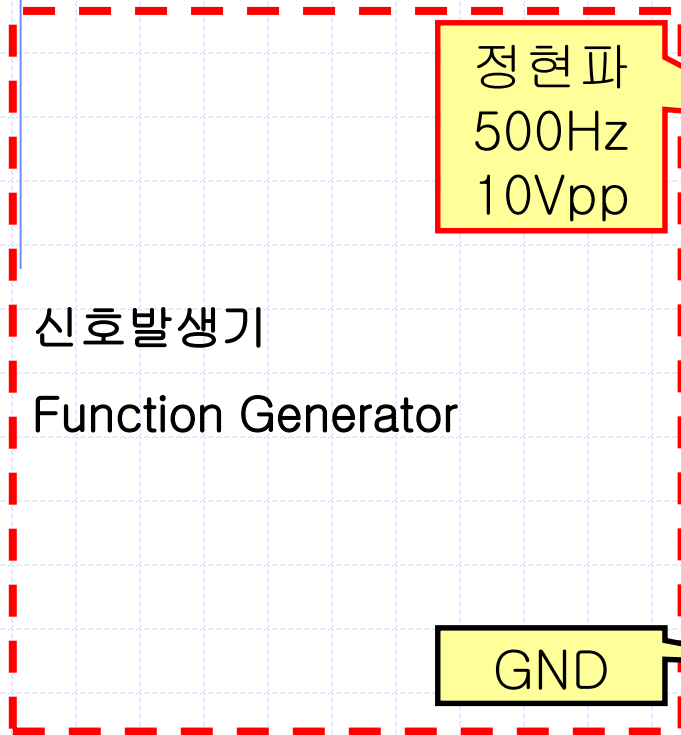 정현파
500Hz
10Vpp
신호발생기
Function Generator
GND